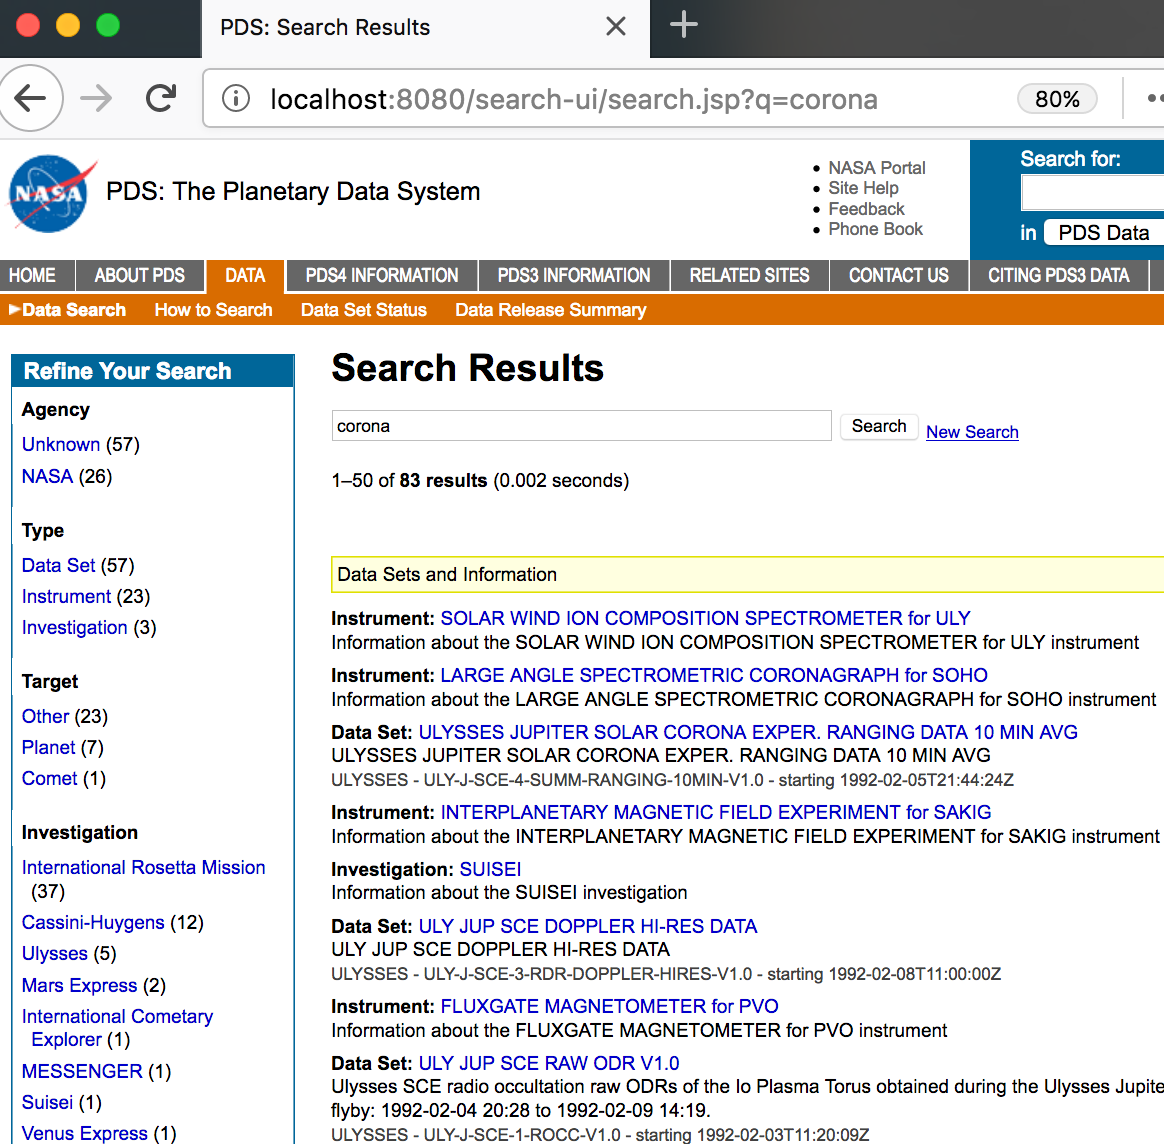 PDS: Search Results
localhost:8080/search-ui/search.jsp?q=corona
80%
NASA
PDS: The Planetary Data System
NASA Portal
Site Help
Feedback
Phone Book
Search for:
in PDS Data
HOME ABOUT PDS DATA PDS4 INFORMATION PDS3 INFORMATION RELATED SITES CONTACT US CITING PDS3 DATA
Data Search How to Search Data Set Status Data Release Summary
Refine Your Search
Agency
Unknown (57)
NASA (26)
Type
Data Set (57)
Instrument (23)
Investigation (3)
Target
Other (23)
Planet (7)
Comet (1)
Investigation
International Rosetta Mission
(37)
Cassini-Huygens (12)
Ulysses (5)
Mars Express (2)
International Cometary
Explorer (1)
MESSENGER (1)
Suisei (1)
Venus Express (1)
Search Results
corona Search New Search
1–50 of 83 results (0.002 seconds)
Data Sets and Information
Instrument: SOLAR WIND ION COMPOSITION SPECTROMETER for ULY
Information about the SOLAR WIND ION COMPOSITION SPECTROMETER for ULY instrument
Instrument: LARGE ANGLE SPECTROMETRIC CORONAGRAPH for SOHO
Information about the LARGE ANGLE SPECTROMETRIC CORONAGRAPH for SOHO instrument
Data Set: ULYSSES JUPITER SOLAR CORONA EXPER. RANGING DATA 10 MIN AVG
ULYSSES JUPITER SOLAR CORONA EXPER. RANGING DATA 10 MIN AVG
ULYSSES - ULY-J-SCE-4-SUMM-RANGING-10MIN-V1.0 - starting 1992-02-05T21:44:24Z
Instrument: INTERPLANETARY MAGNETIC FIELD EXPERIMENT for SAKIG
Information about the INTERPLANETARY MAGNETIC FIELD EXPERIMENT for SAKIG instrument
Investigation: SUISEI
Information about the SUISEI investigation
Data Set: ULY JUP SCE DOPPLER HI-RES DATA
ULY JUP SCE DOPPLER HI-RES DATA
ULYSSES - ULY-J-SCE-3-RDR-DOPPLER-HIRES-V1.0 - starting 1992-02-08T11:00:00Z
Instrument: FLUXGATE MAGNETOMETER for PVO
Information about the FLUXGATE MAGNETOMETER for PVO instrument
Data Set: ULY JUP SCE RAW ODR V1.0
Ulysses SCE radio occultation raw ODRs of the Io Plasma Torus obtained during the Ulysses Jupite
flyby: 1992-02-04 20:28 to 1992-02-09 14:19.
ULYSSES - ULY-J-SCE-1-ROCC-V1.0 - starting 1992-02-03T11:20:09Z